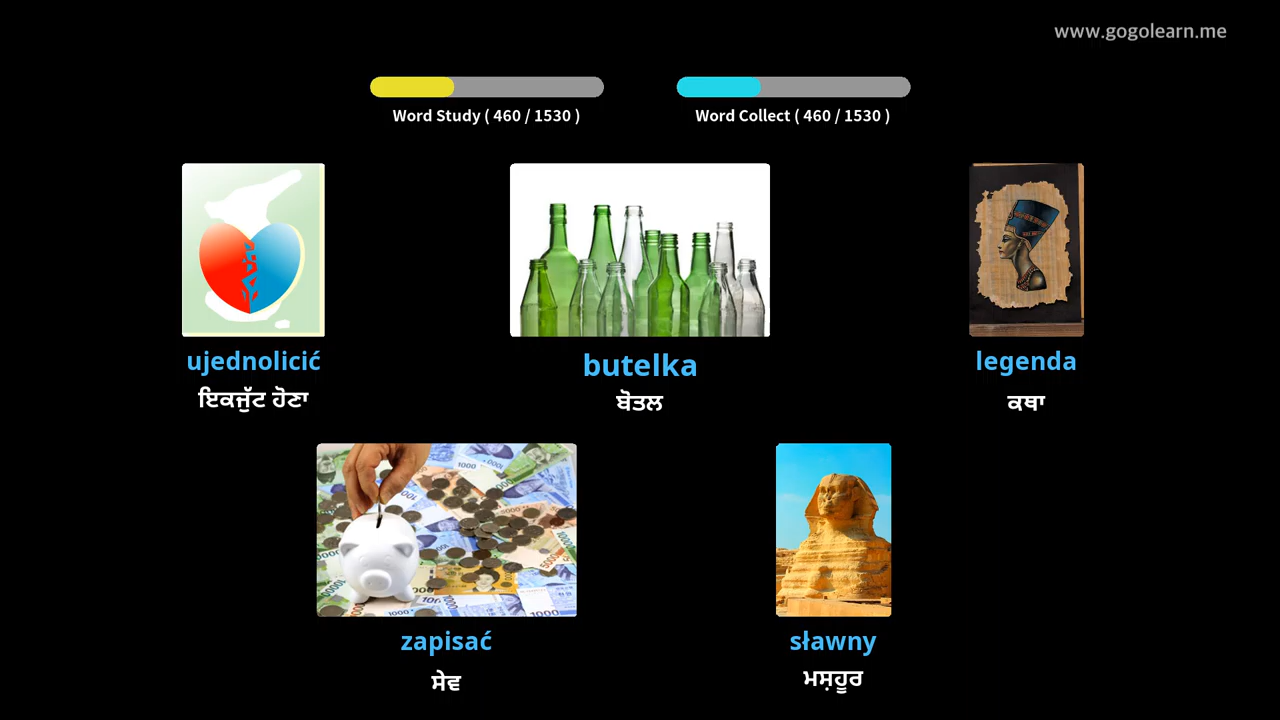 www.gogolearn.me
Word Study ( 460 / 1530 )
Word Collect ( 460 / 1530 )
ujednolicić
ਇਕਜੁੱਟ ਹੋਣਾ
butelka
ਬੋਤਲ
legenda
ਕਥਾ
zapisać
ਸੇਵ
sławny
ਮਸ਼ਹੂਰ